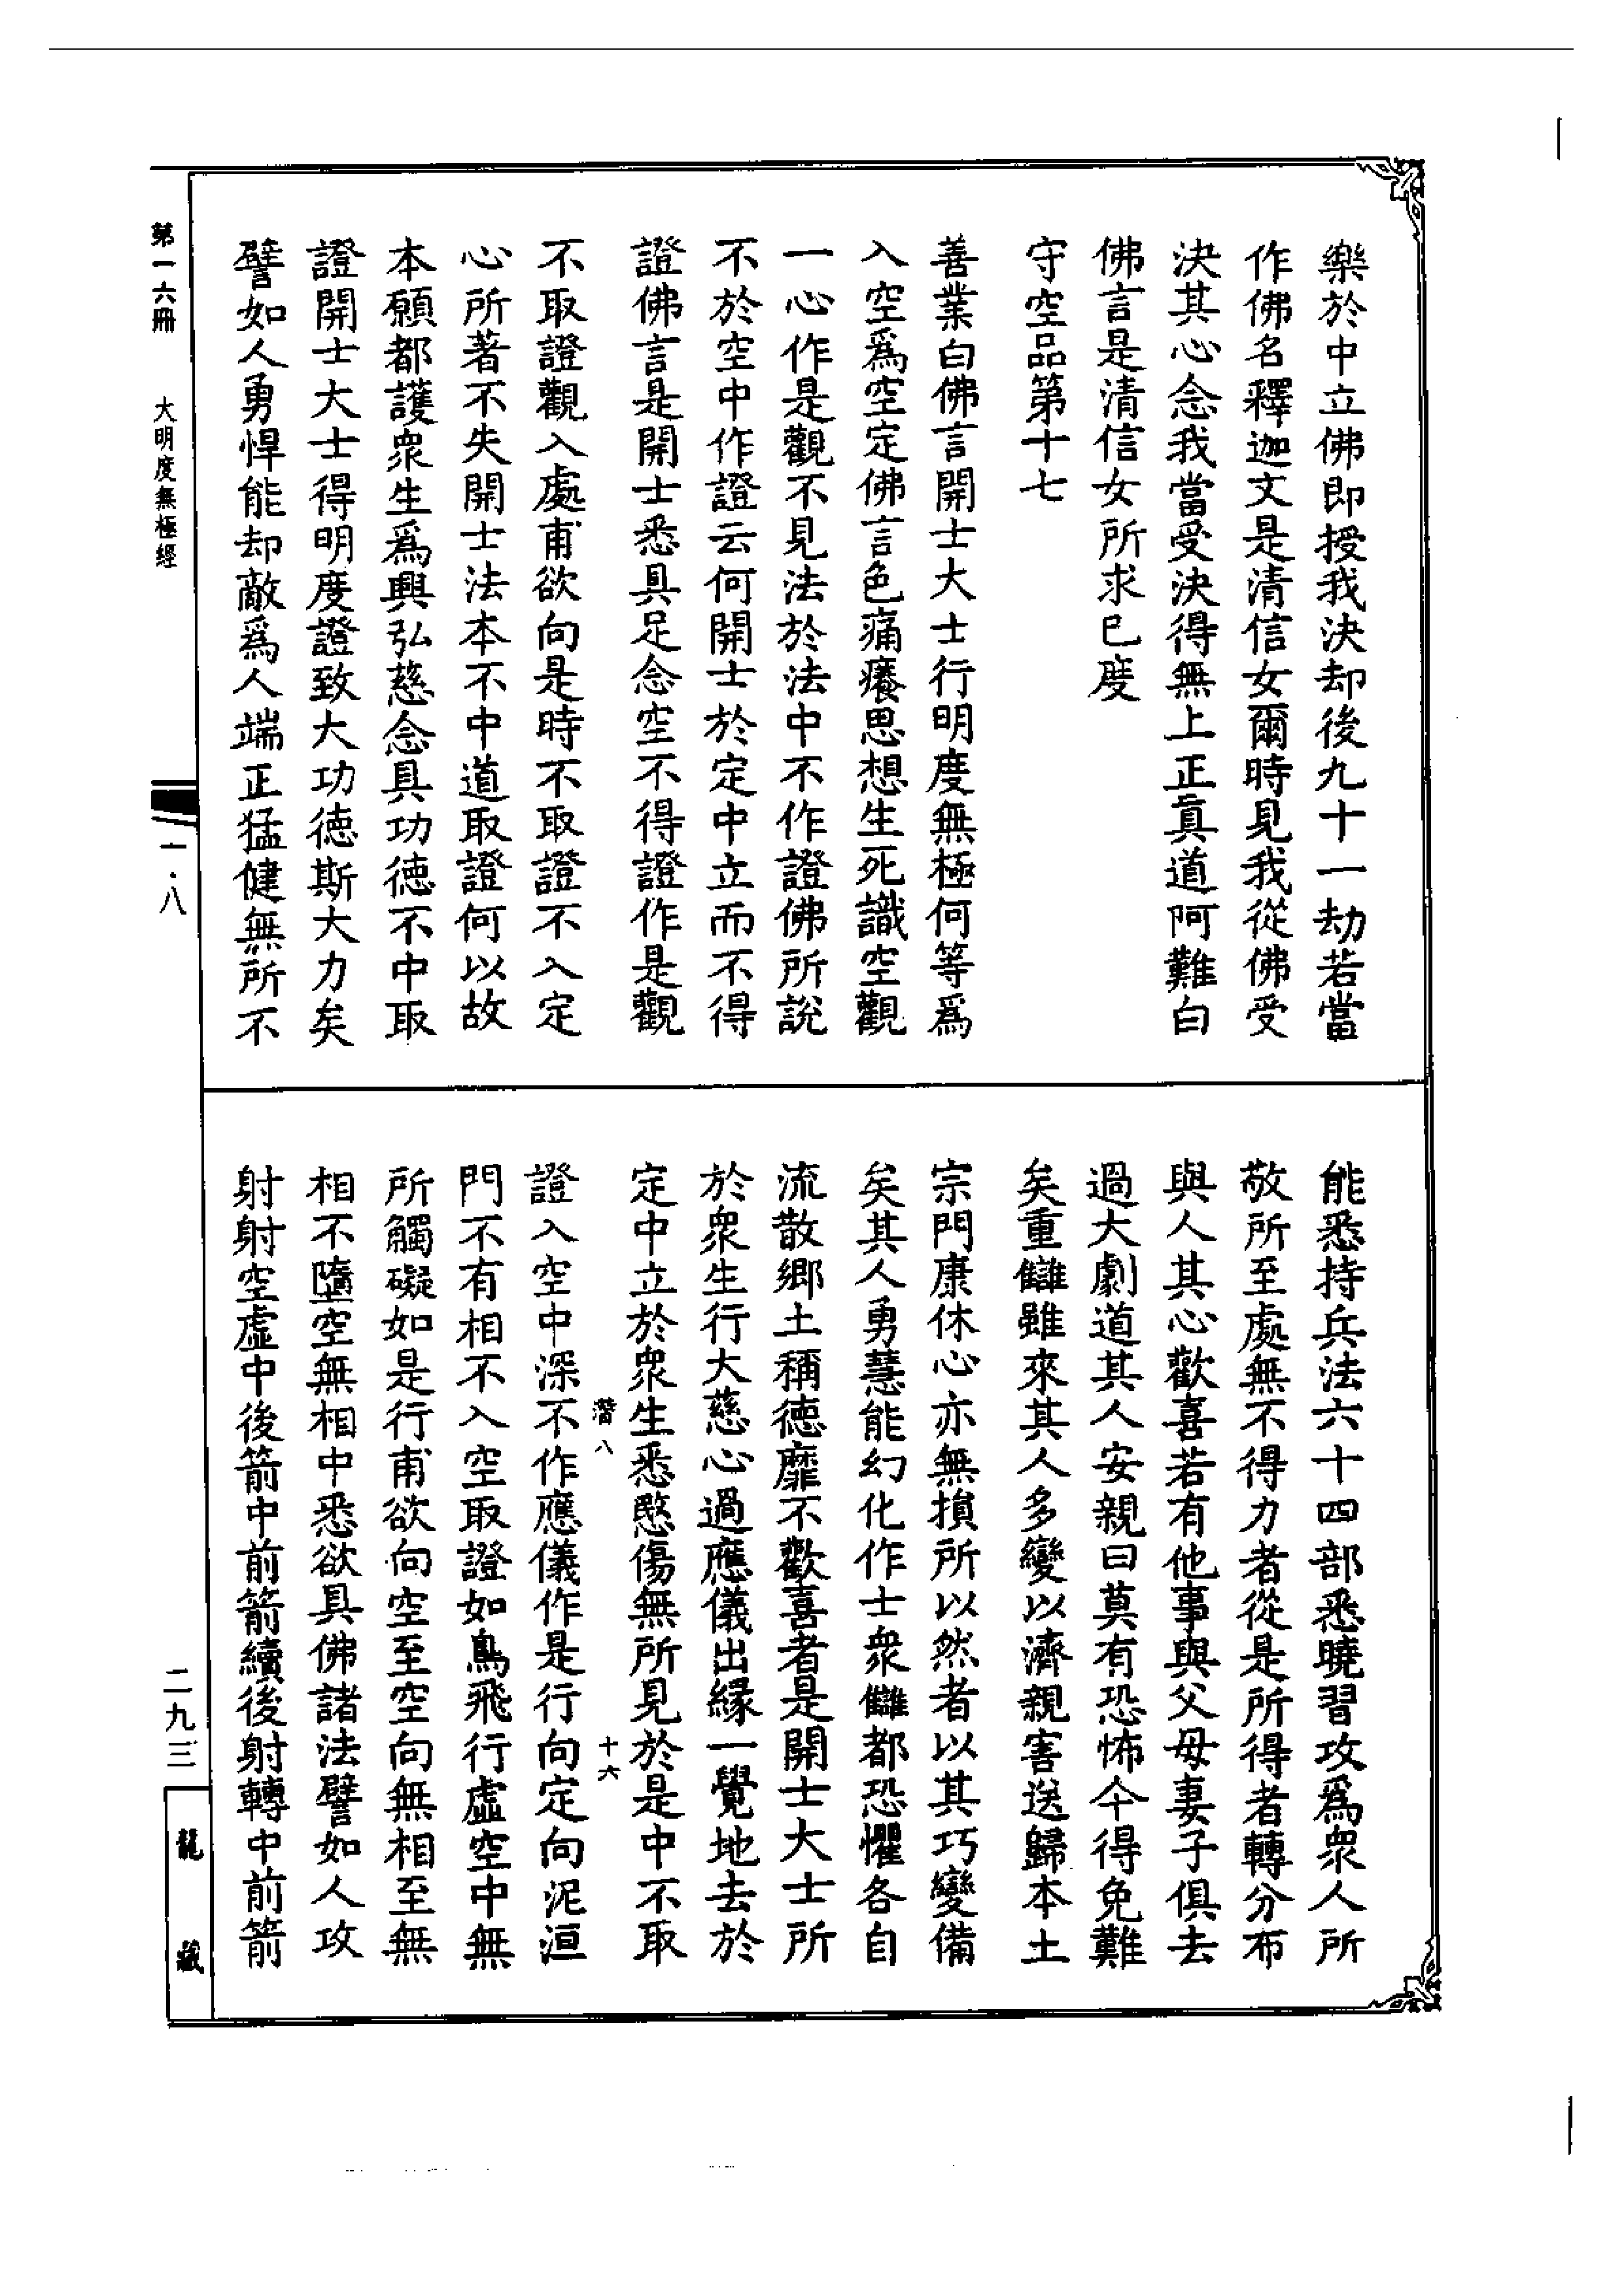 樂於中立佛即授我決却後九十一劫若當
作佛名釋迦文是清信女爾時見我從佛受
決其心念我當受決得無上正真道阿難白
佛言是清信女所求已度
守空品第十七
善業白佛言開士大士行明度無極何等爲
入空爲空定佛言色痛癢思想生死識空觀
一心作是觀不見法於法中不作證佛所說
不於空中作證云何開士於定中立而不得
證佛言是開士悉具足念空不得證作是觀
不取證觀入處甫欲向是時不取證不入定
心所著不失開士法本不中道取證何以故
本願都護衆生爲興弘慈念具功德不中取
證開士大士得明度證致大功德斯大力矣
譬如人勇悍能却敵爲人端正猛健無所不
能悉持兵法六十四部悉曉習攻爲衆人所
敬所至處無不得力者從是所得者轉分布
與人其心歡喜若有他事與父母妻子俱去
過大劇道其人安親曰莫有恐怖今得免難
矣重讎雖來其人多變以濟親害送歸本土
宗門康休心亦無損所以然者以其巧變備
矣其人勇慧能幻化作士衆讎都恐懼各自
流散鄉土稱德靡不歡喜者是開士大士所
於衆生行大慈心過應儀出緣一覺地去於
定中立於衆生悉愍傷無所見於是中不取
證入空中深不作應儀作是行向定向泥洹
門不有相不入空取證如鳥飛行虛空中無
所觸礙如是行甫欲向空至空向無相至無
相不墮空無相中悉欲具佛諸法譬如人攻
射射空虛中後箭中前箭續後射轉中前箭
潛八
十六
第一六冊
大明度無極經
一·八
二九三
龍藏